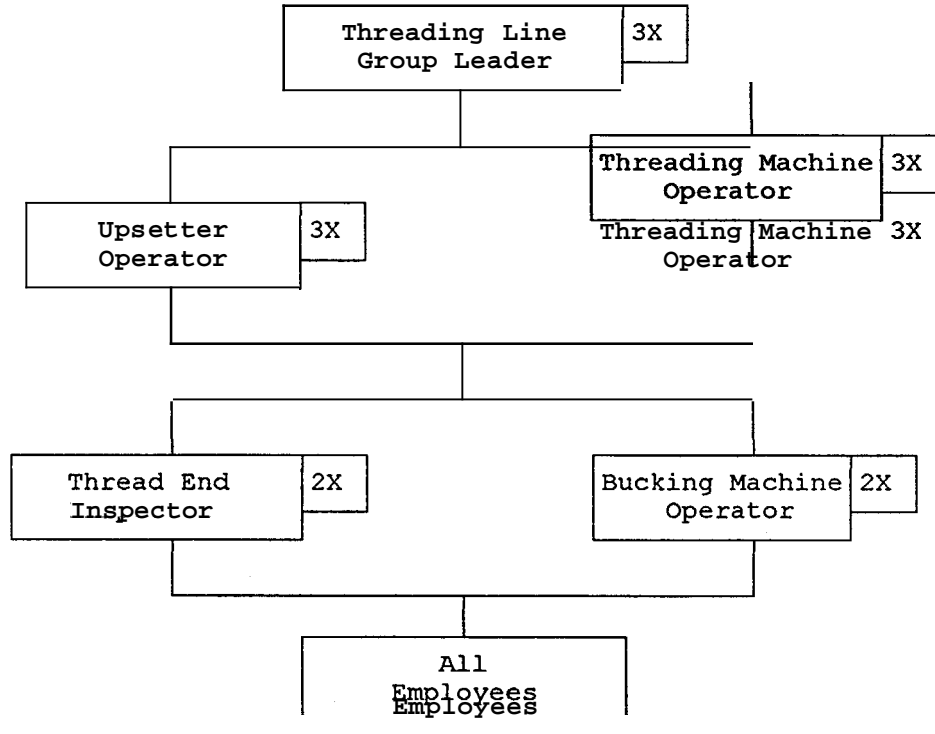 Threading Line 3X
Group Leader
Threading Machine 3X
Operator
Upsetter 3X
Operator
Threading Machine 3X
Operator
Thread End 2X
Inspector
Bucking Machine 2X
Operator
All
Employees
Employees